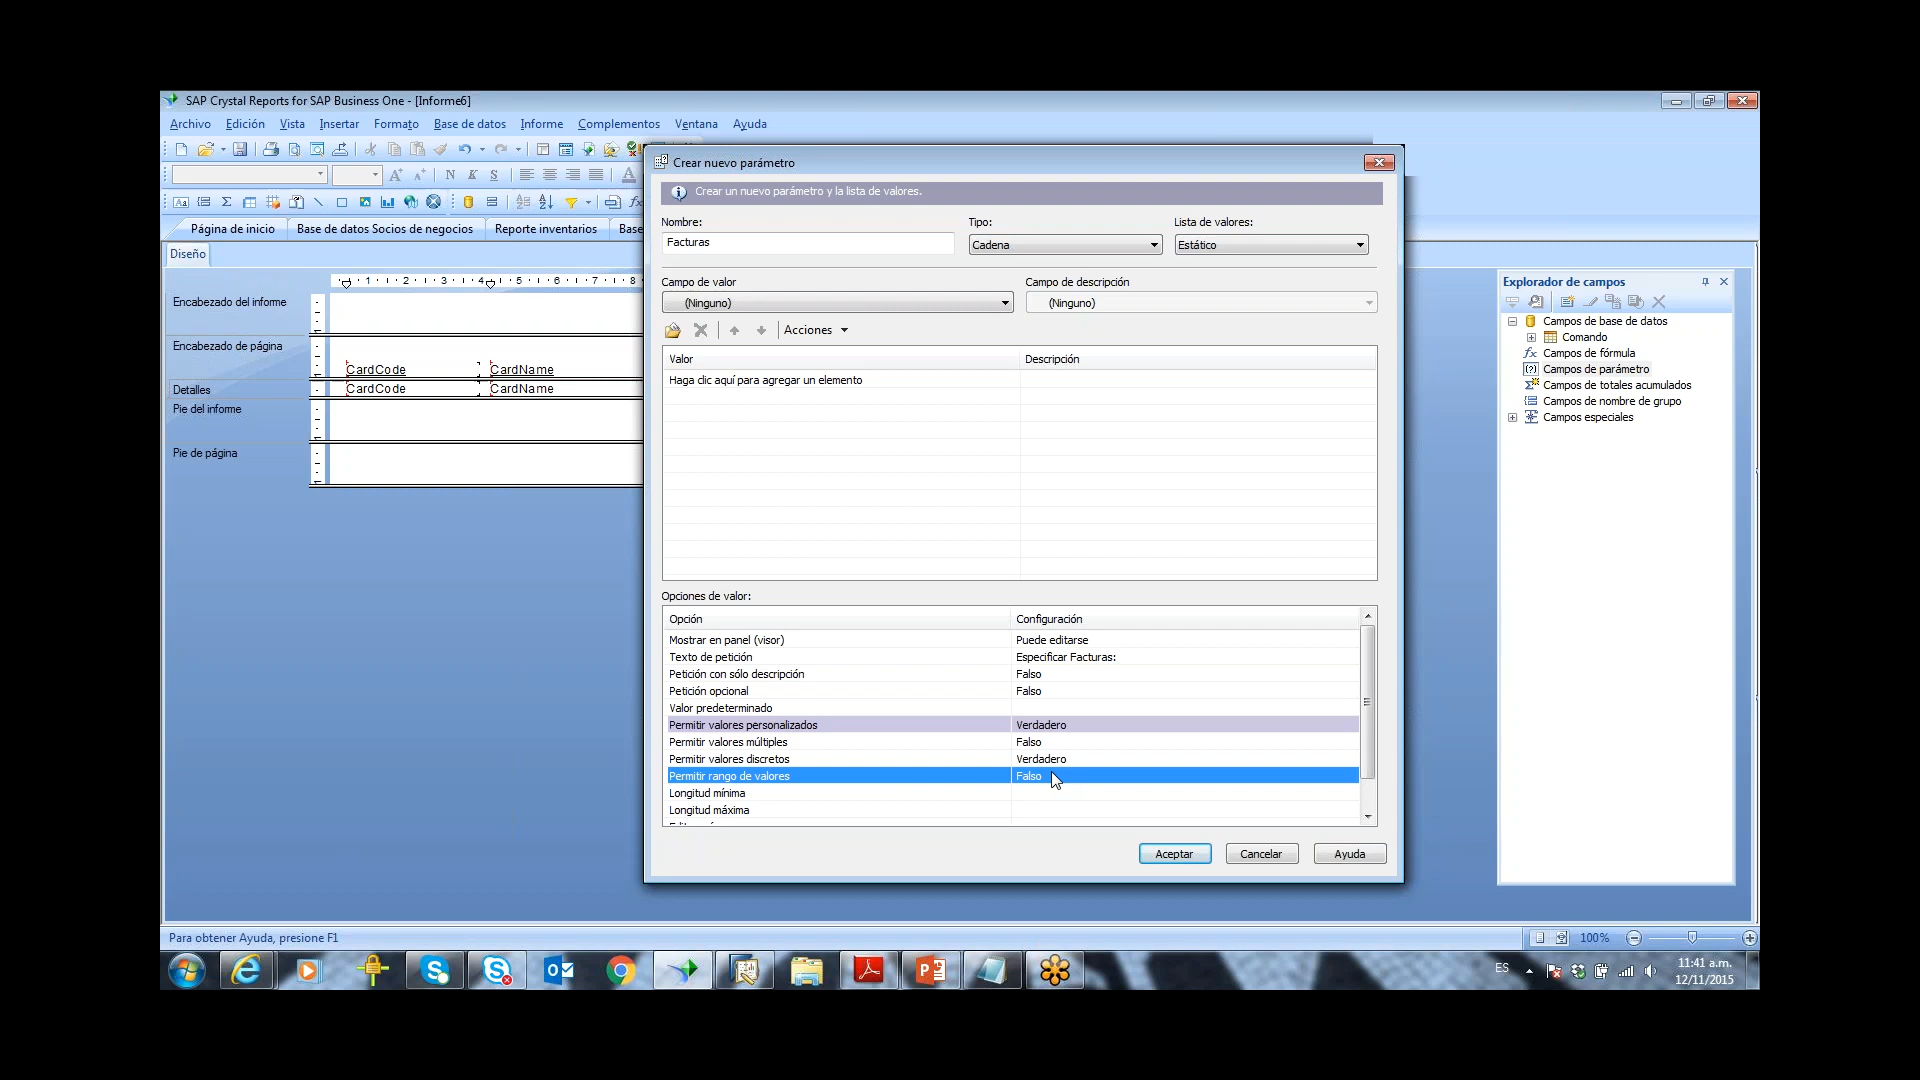 SAP Crystal Reports for SAP Business One - [Informe6]
Archivo Edición Vista Insertar Formato Base de datos Informe Complementos Ventana Ayuda
Página de inicio Base de datos Socios de negocios Reporte inventarios Base
Diseño
1 2 3 4 5 6 7 8
Encabezado del informe
Encabezado de página
CardCode CardName
Detalles
CardCode CardName
Pie del informe
Pie de página
Crear nuevo parámetro
Crear un nuevo parámetro y la lista de valores.
Nombre: Tipo: Lista de valores:
Facturas Cadena Estático
Campo de valor Campo de descripción
(Ninguno) (Ninguno)
Acciones
Valor Descripción
Haga clic aquí para agregar un elemento
Opciones de valor:
Opción Configuración
Mostrar en panel (visor) Puede editarse
Texto de petición Especificar Facturas:
Petición con sólo descripción Falso
Petición opcional Falso
Valor predeterminado
Permitir valores personalizados Verdadero
Permitir valores múltiples Falso
Permitir valores discretos Verdadero
Permitir rango de valores Falso
Longitud mínima
Longitud máxima
Aceptar Cancelar Ayuda
Explorador de campos
Campos de base de datos
Comando
Campos de fórmula
Campos de parámetro
Campos de totales acumulados
Campos de nombre de grupo
Campos especiales
Para obtener Ayuda, presione F1
100%
ES
11:41 a.m.
12/11/2015